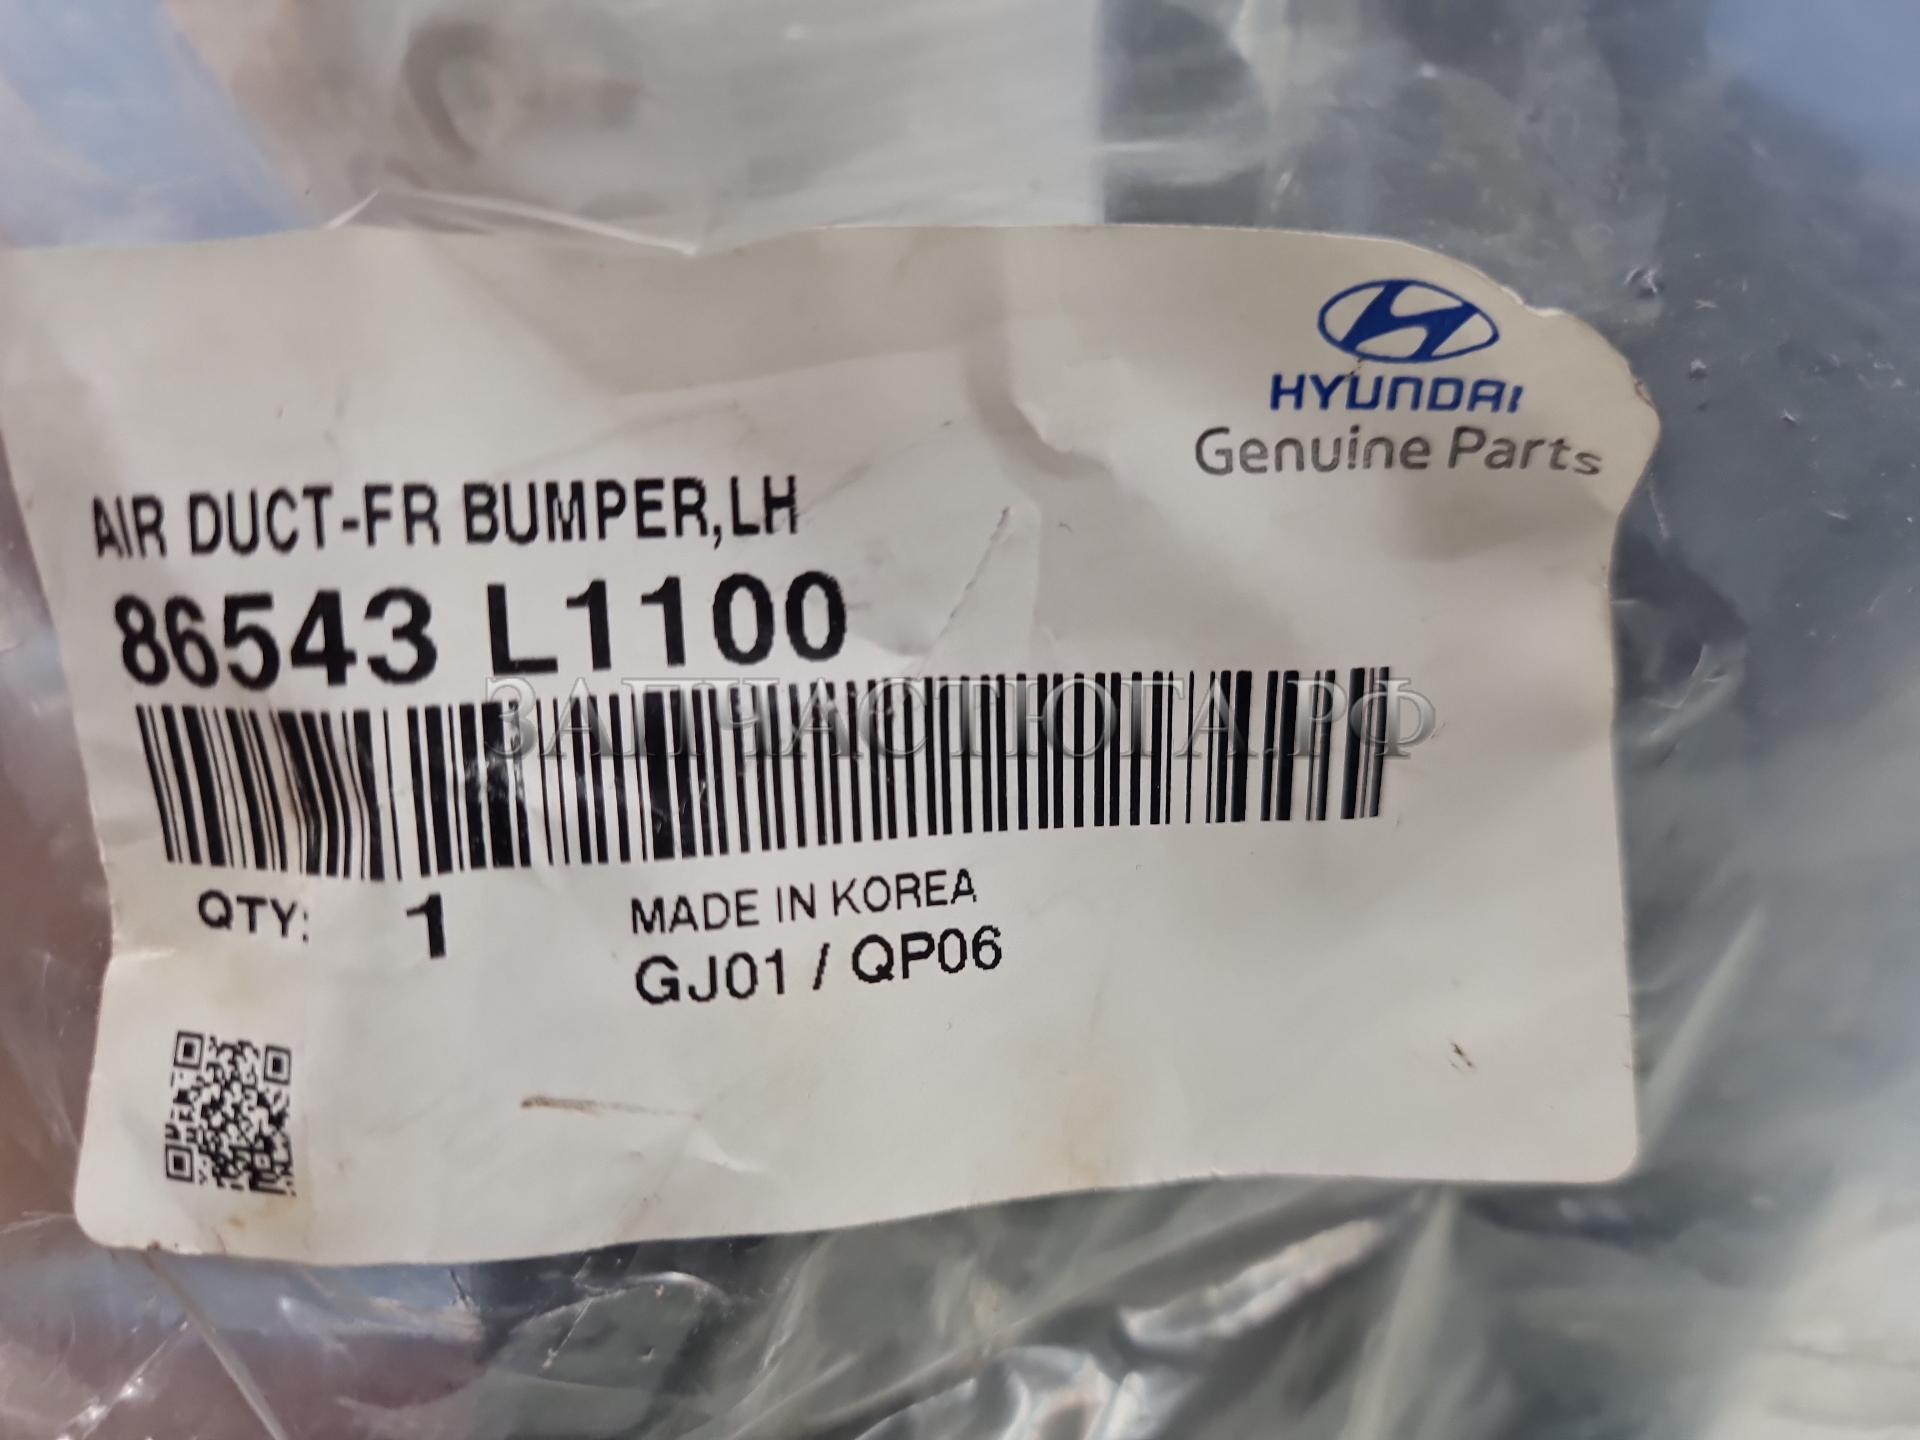 HYUNDAI
Genuine Parts
AIR DUCT-FR BUMPER,LH
86543 L1100
ЗАПЧАСТЮГА.РФ
QTY: 1
MADE IN KOREA
GJ01 / QP06